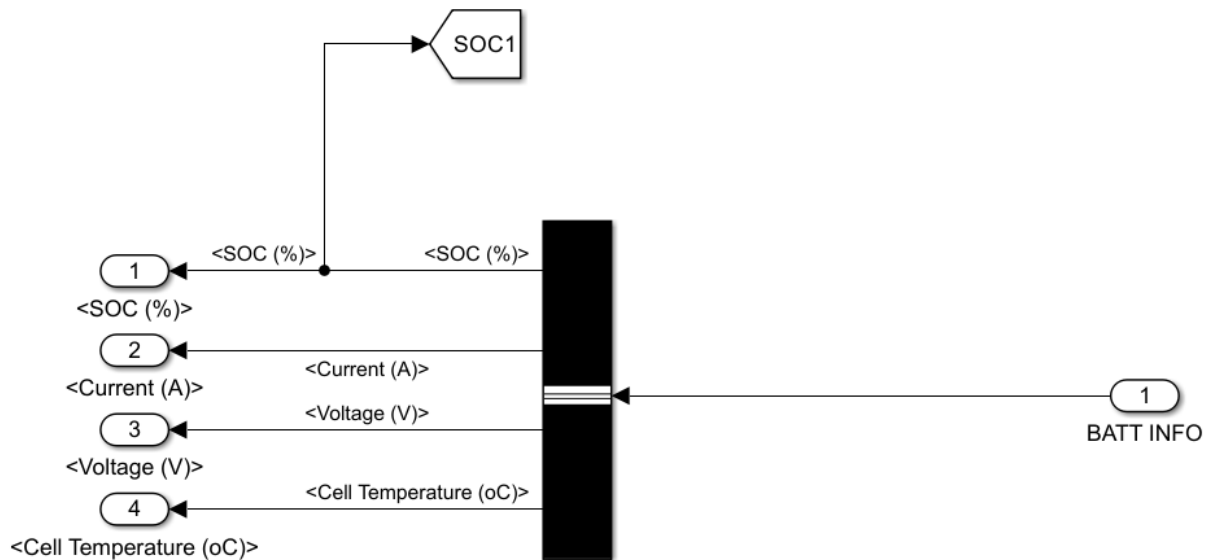 SOC1
<SOC (%)> <SOC (%)>
1
<SOC (%)>
2
<Current (A)>
<Current (A)>
1
<Voltage (V)>
3
BATT INFO
<Voltage (V)>
<Cell Temperature (oC)>
4
<Cell Temperature (oC)>